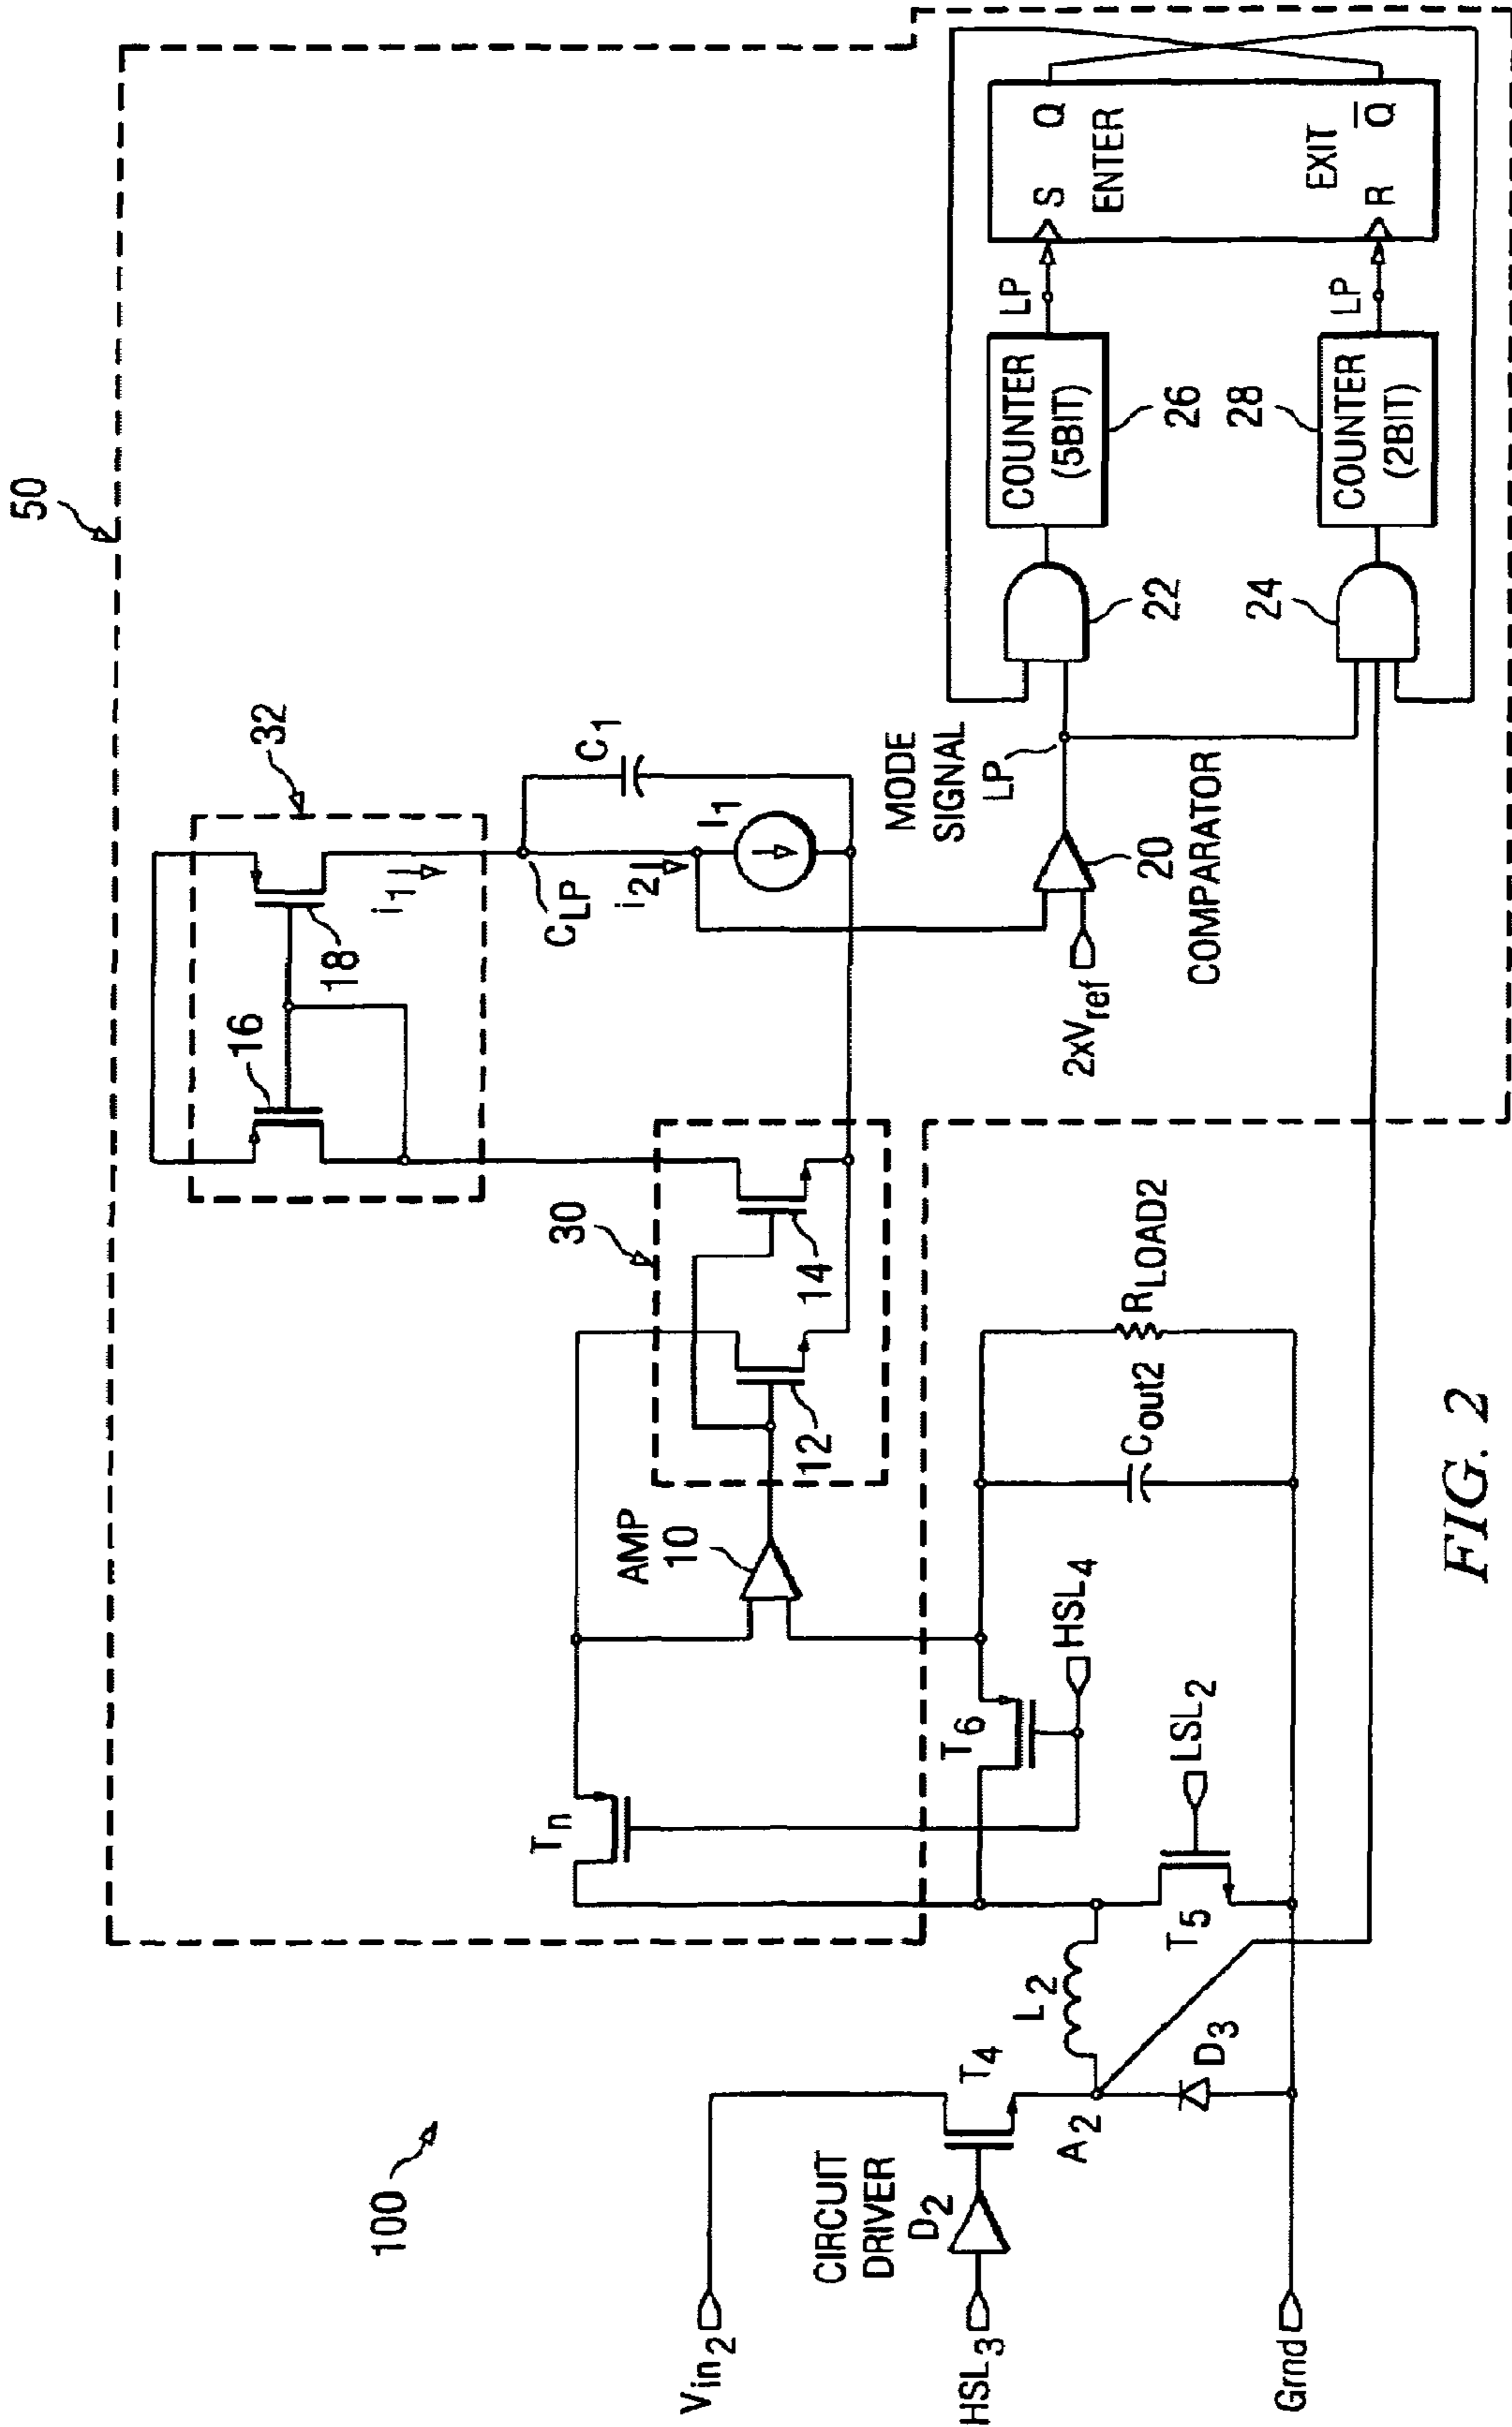 100
50
V in2
HSL3
CIRCUIT
DRIVER
D2
T4
A2
D3
Grnd
L2
T5
LSL2
T6
HSL4
Tn
AMP
10
12
14
30
Cout2
RLOAD2
16
18
32
i1
CLP
i2
I1
C1
2xVref
20
COMPARATOR
MODE
SIGNAL
LP
22
24
COUNTER
(5BIT)
26
COUNTER
(2BIT)
28
LP
LP
S
Q
ENTER
EXIT
R
Q̅
FIG. 2